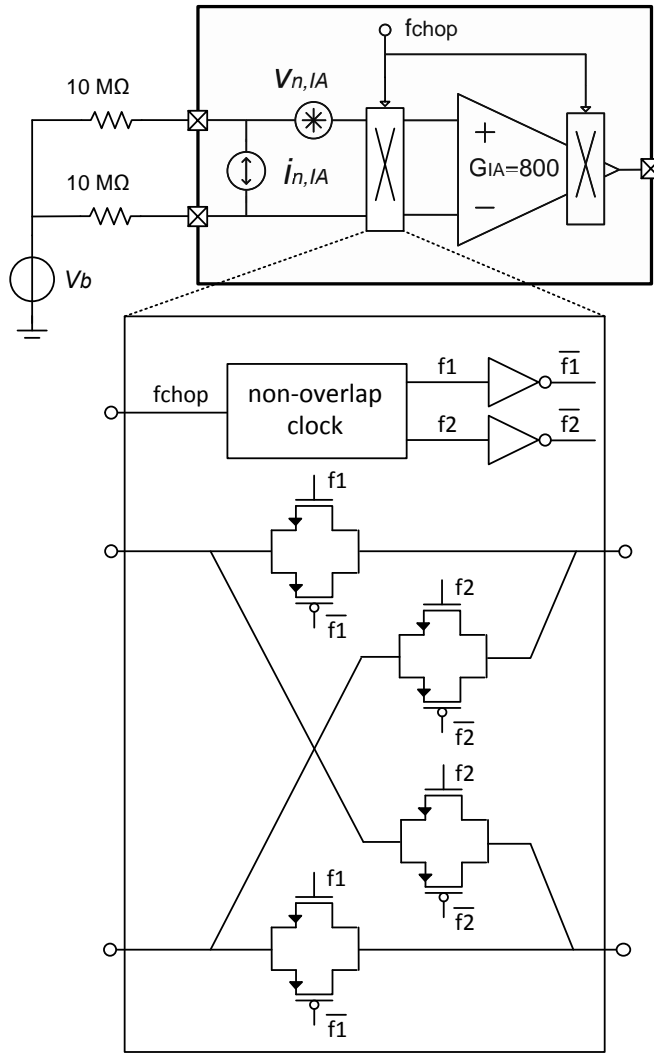 fchop
Vn,IA
10 MΩ
in,IA
+
GIA=800
−
10 MΩ
Vb
fchop
non-overlap
clock
f1
f1
f2
f2
f1
f1
f2
f2
f2
f2
f1
f1